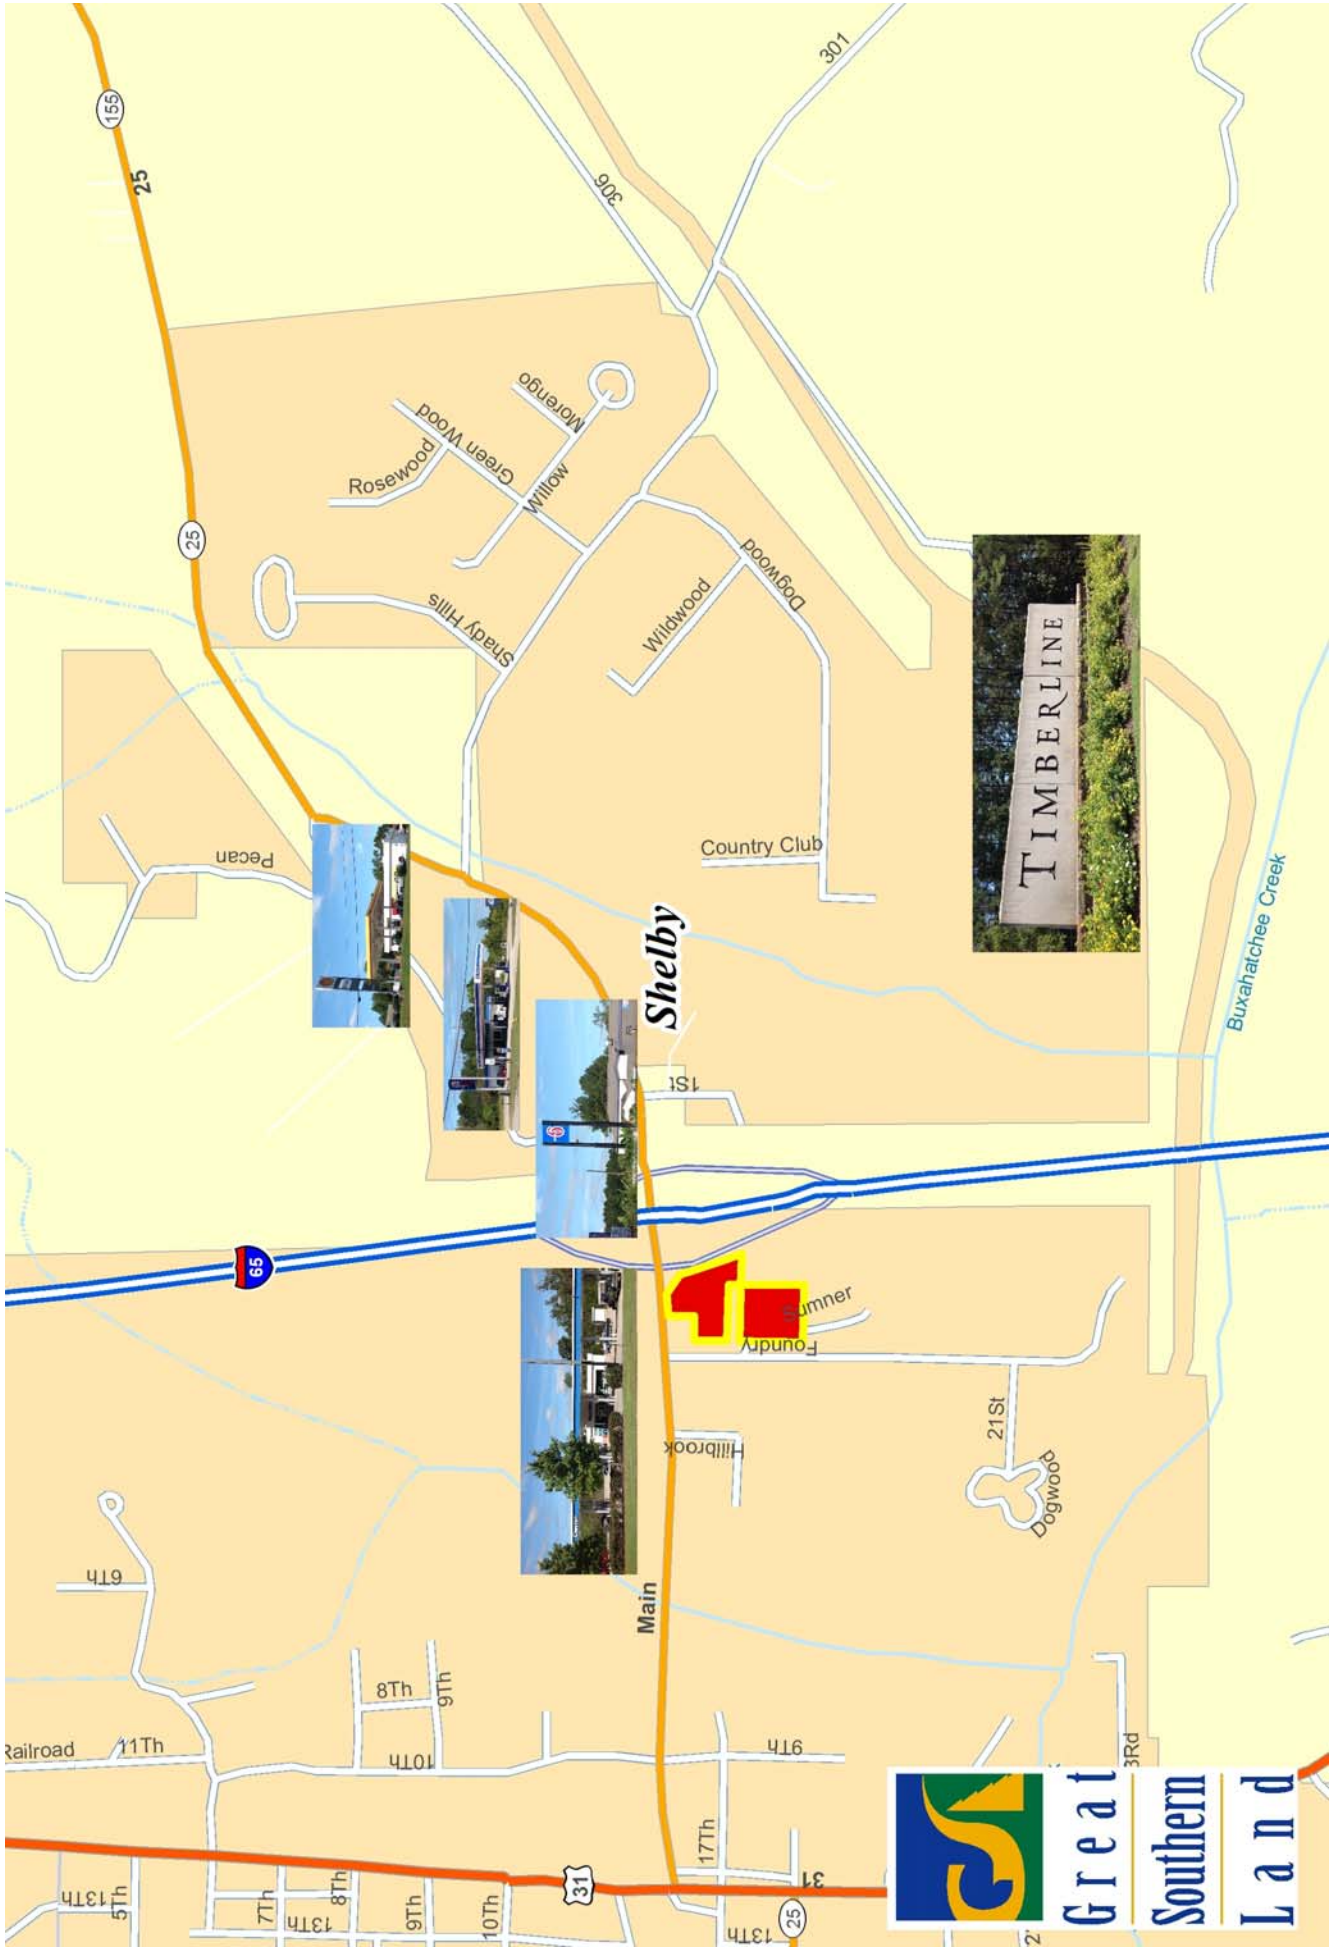 155
25
301
306
25
Rosewood
Green Wood
Morengo
Willow
Shady Hills
Wildwood
Dogwood
Pecan
Country Club
TIMBERLINE
Shelby
Buxahatchee Creek
1St
65
Sumner
Foundry
Hillbrook
21St
Dogwood
Main
6Th
8Th
9Th
10Th
11Th
Railroad
9Th
3Rd
17Th
31
31
25
13Th
13Th
5Th
7Th
8Th
13Th
9Th
10Th
Great
Southern
Land